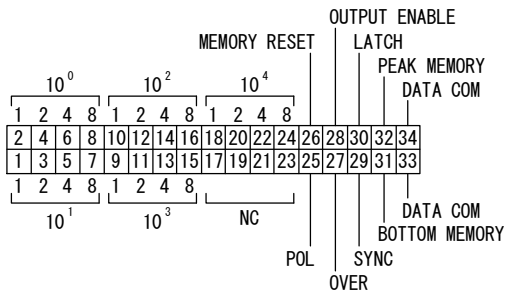 OUTPUT ENABLE
MEMORY RESET LATCH
PEAK MEMORY
10⁰ 10² 10⁴ DATA COM
1 2 4 8 1 2 4 8 1 2 4 8
2 4 6 8 10 12 14 16 18 20 22 24 26 28 30 32 34
1 3 5 7 9 11 13 15 17 19 21 23 25 27 29 31 33
1 2 4 8 1 2 4 8
10¹ 10³ NC DATA COM
BOTTOM MEMORY
POL SYNC
OVER